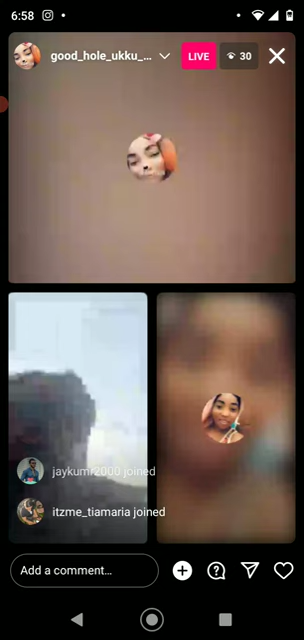 6:58
good_hole_ukku_...
LIVE
30
jaykumr2000 joined
itzme_tiamaria joined
Add a comment...